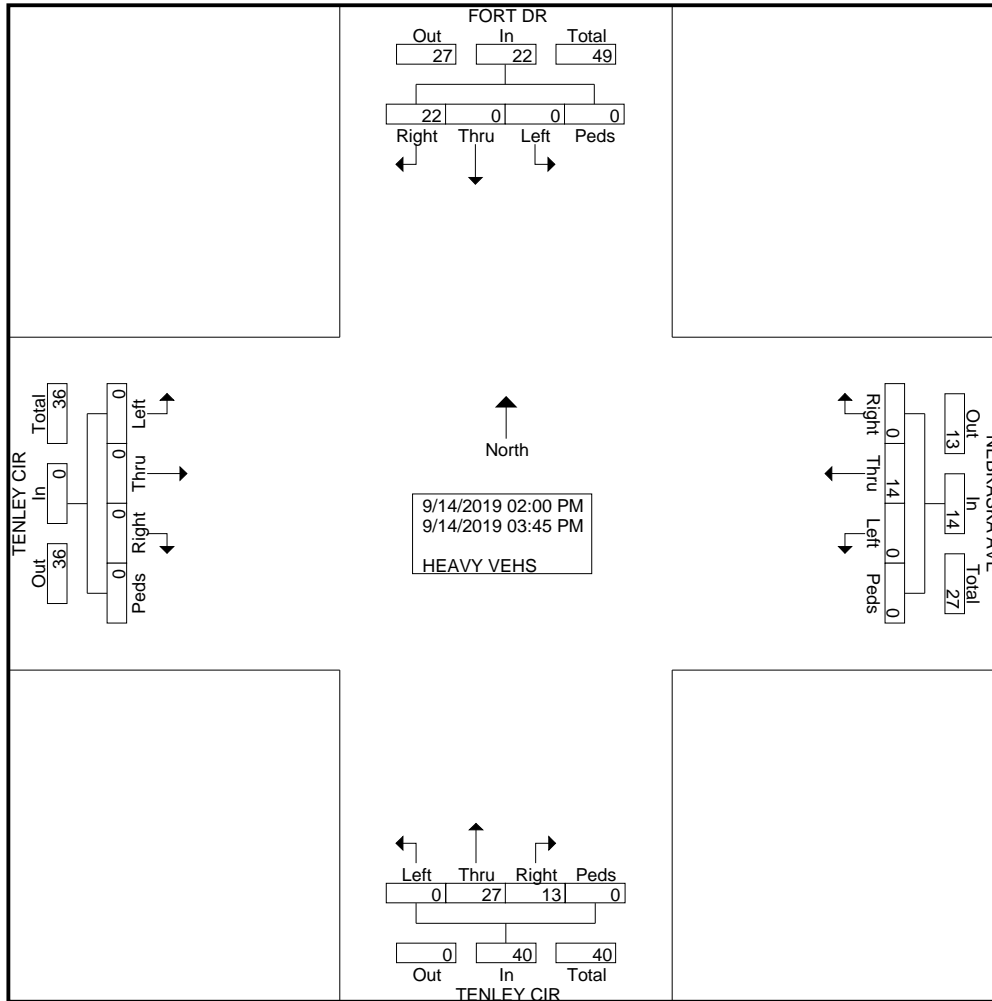 FORT DR
Out In Total
27 22 49
22 0 0 0
Right Thru Left Peds
TENLEY CIR
Total In Out
36 0 36
0 0 0 0
Left Thru Right Peds
North
9/14/2019 02:00 PM
9/14/2019 03:45 PM
HEAVY VEHS
NEBRASKA AVE
Out In Total
13 14 27
0 14 0 0
Right Thru Left Peds
Left Thru Right Peds
0 27 13 0
0 40 40
Out In Total
TENLEY CIR